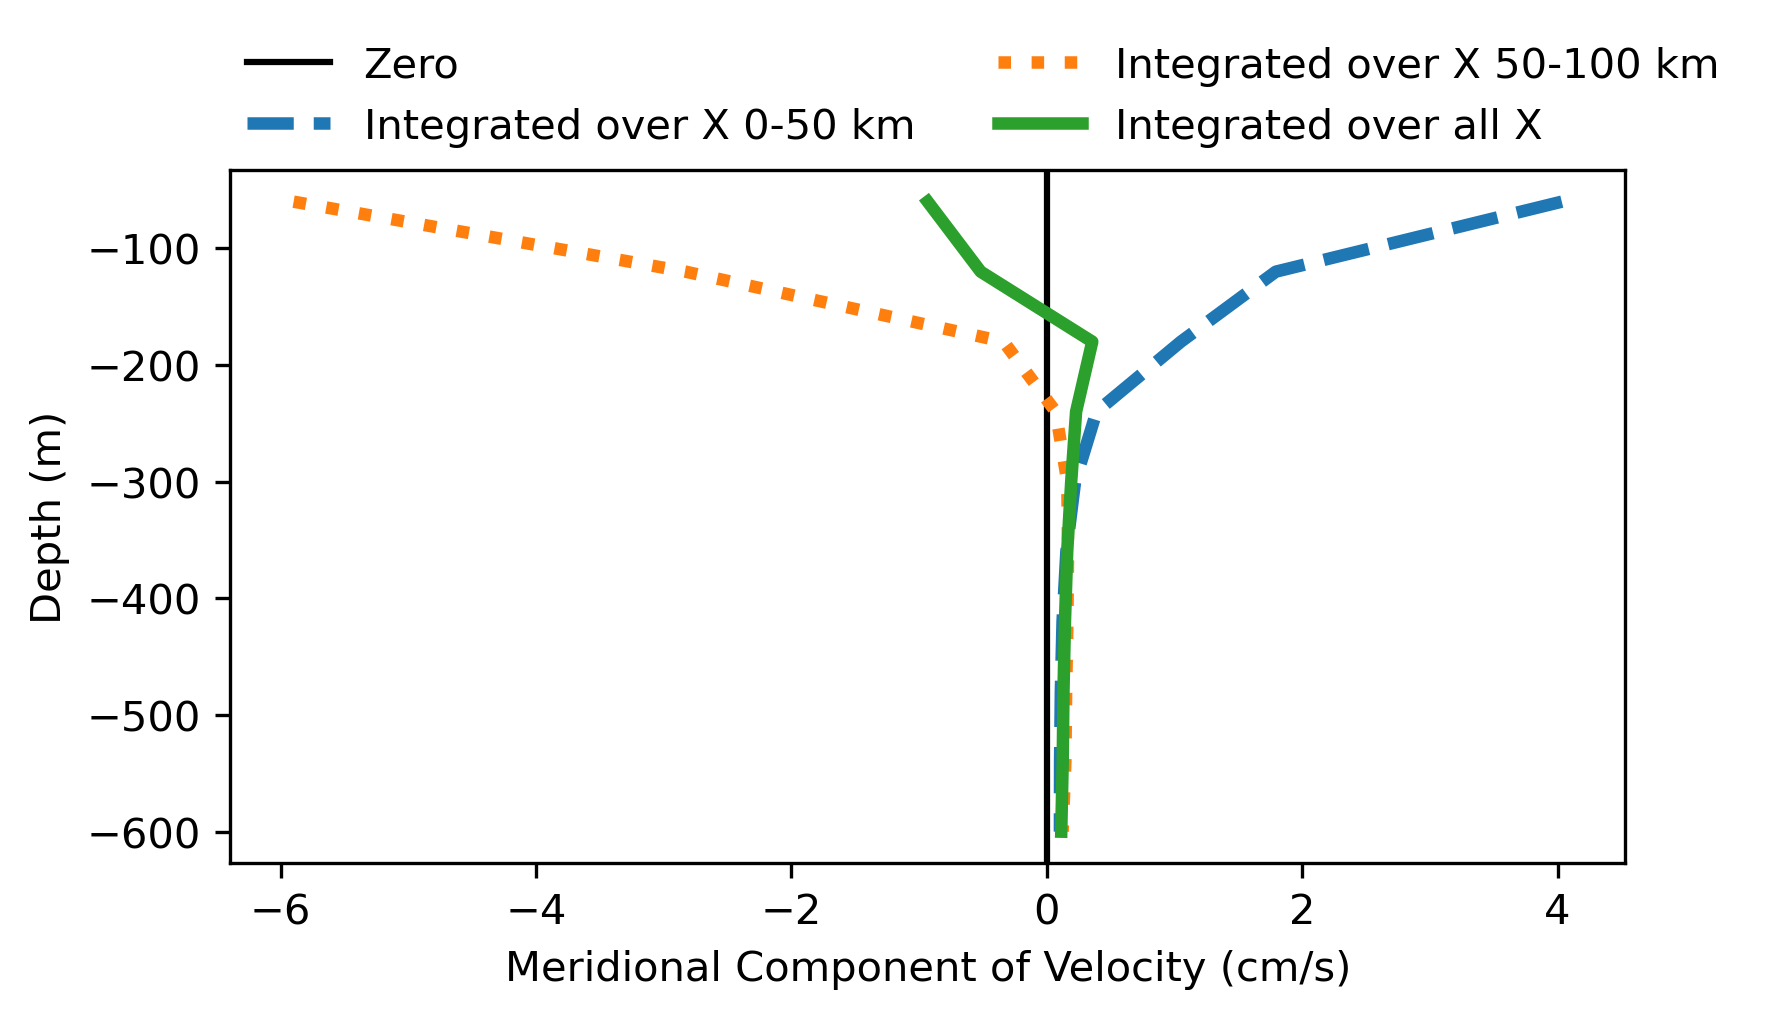 Zero
Integrated over X 0-50 km
Integrated over X 50-100 km
Integrated over all X
Depth (m)
−100
−200
−300
−400
−500
−600
−6 −4 −2 0 2 4
Meridional Component of Velocity (cm/s)